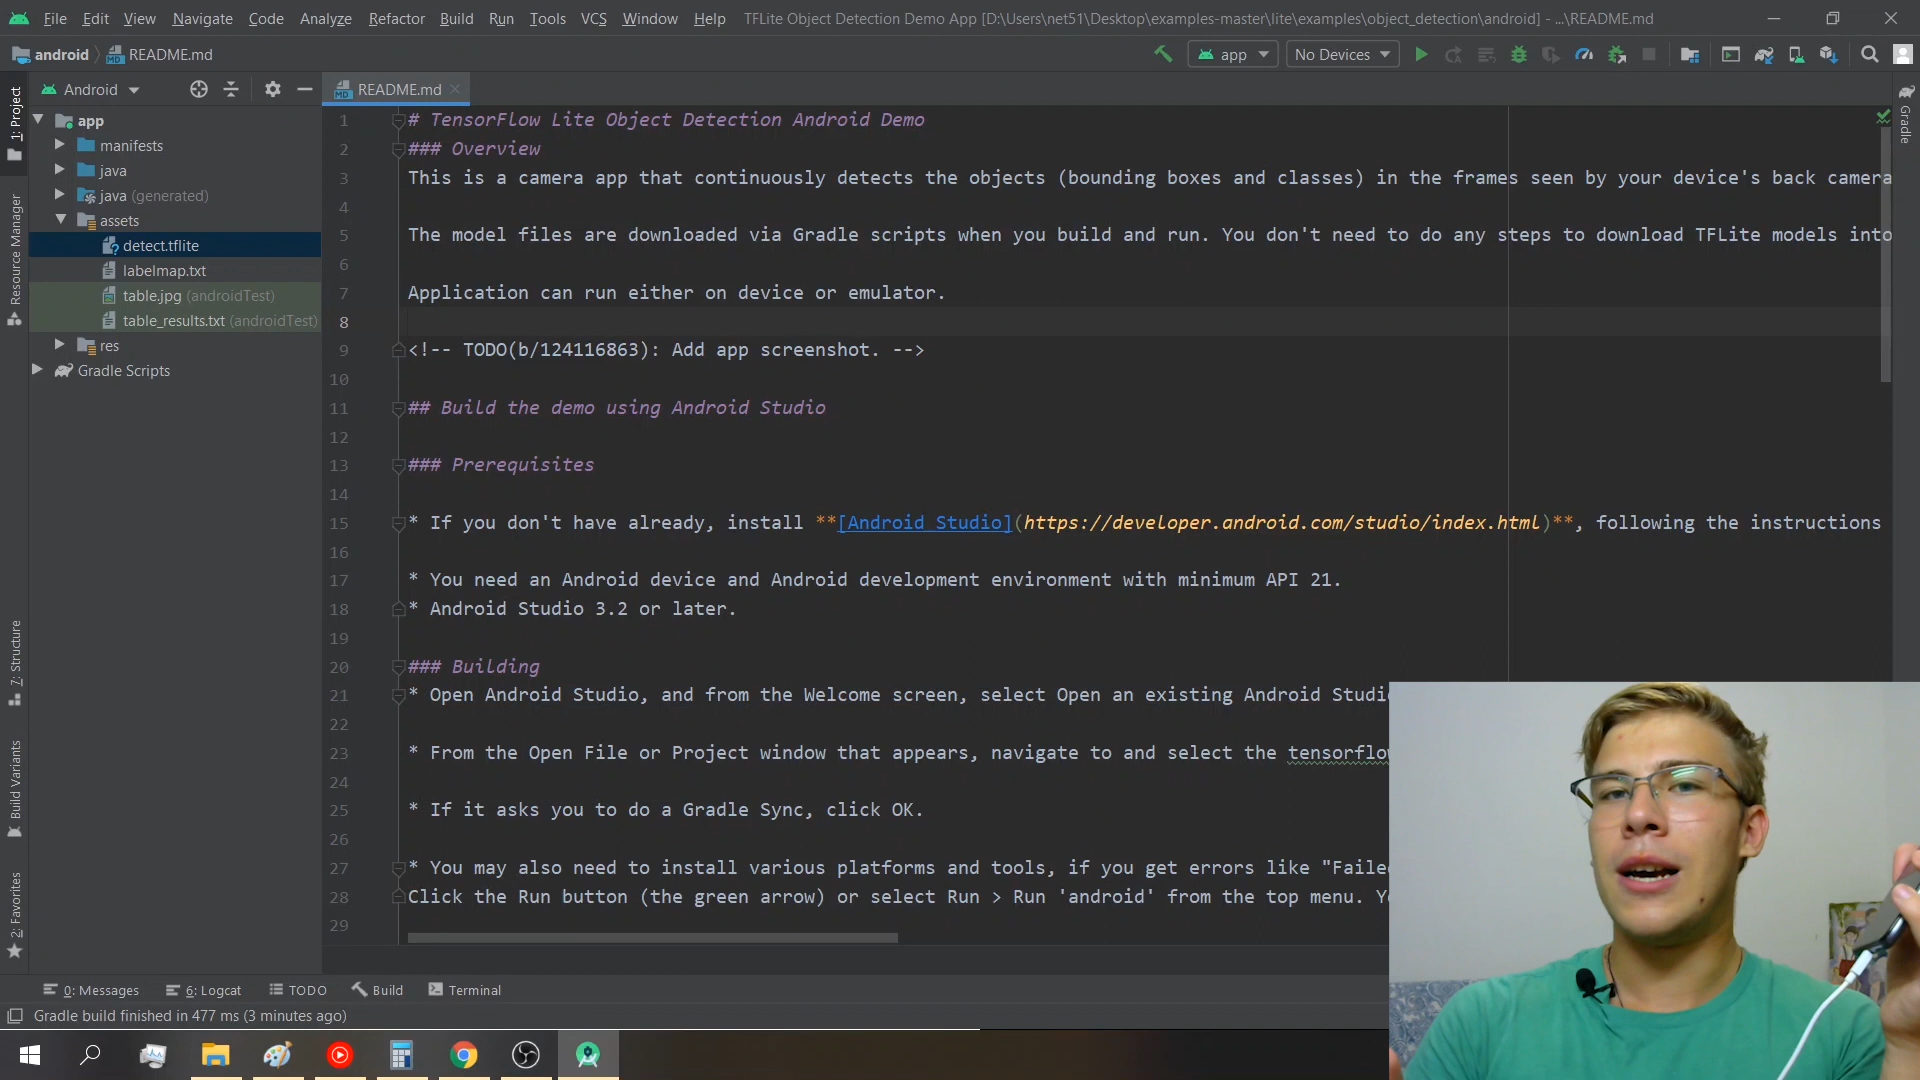 File Edit View Navigate Code Analyze Refactor Build Run Tools VCS Window Help TFLite Object Detection Demo App [D:\Users\net51\Desktop\examples-master\lite\examples\object_detection\android] - ...\README.md
android README.md app No Devices
1: Project
Resource Manager
7: Structure
Build Variants
2: Favorites
Android
app
manifests
java
java (generated)
assets
detect.tflite
labelmap.txt
table.jpg (androidTest)
table_results.txt (androidTest)
res
Gradle Scripts
README.md
1 # TensorFlow Lite Object Detection Android Demo
2 ### Overview
3 This is a camera app that continuously detects the objects (bounding boxes and classes) in the frames seen by your device's back camera
4
5 The model files are downloaded via Gradle scripts when you build and run. You don't need to do any steps to download TFLite models into
6
7 Application can run either on device or emulator.
8
9 <!-- TODO(b/124116863): Add app screenshot. -->
10
11 ## Build the demo using Android Studio
12
13 ### Prerequisites
14
15 * If you don't have already, install **[Android Studio](https://developer.android.com/studio/index.html)**, following the instructions
16
17 * You need an Android device and Android development environment with minimum API 21.
18 * Android Studio 3.2 or later.
19
20 ### Building
21 * Open Android Studio, and from the Welcome screen, select Open an existing Android Studi
22
23 * From the Open File or Project window that appears, navigate to and select the tensorflow
24
25 * If it asks you to do a Gradle Sync, click OK.
26
27 * You may also need to install various platforms and tools, if you get errors like "Failed
28 Click the Run button (the green arrow) or select Run > Run 'android' from the top menu. Y
29
Gradle
0: Messages 6: Logcat TODO Build Terminal
Gradle build finished in 477 ms (3 minutes ago)